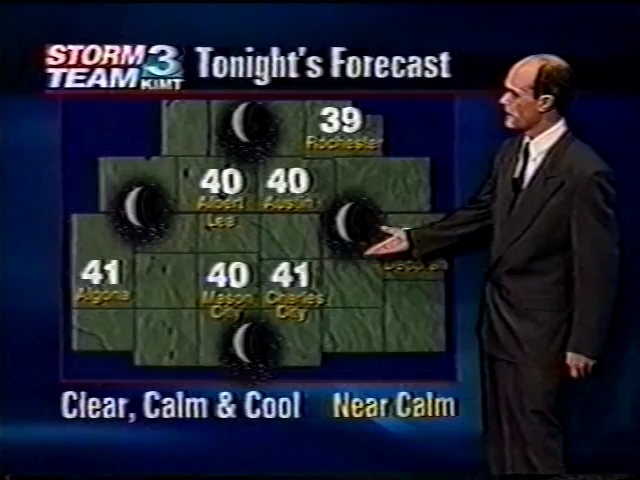 STORM TEAM 3
KIMT
Tonight's Forecast
39
Rochester
40
Albert Lea
40
Austin
41
Algona
40
Mason City
41
Charles City
Decorah
Clear, Calm & Cool
Near Calm